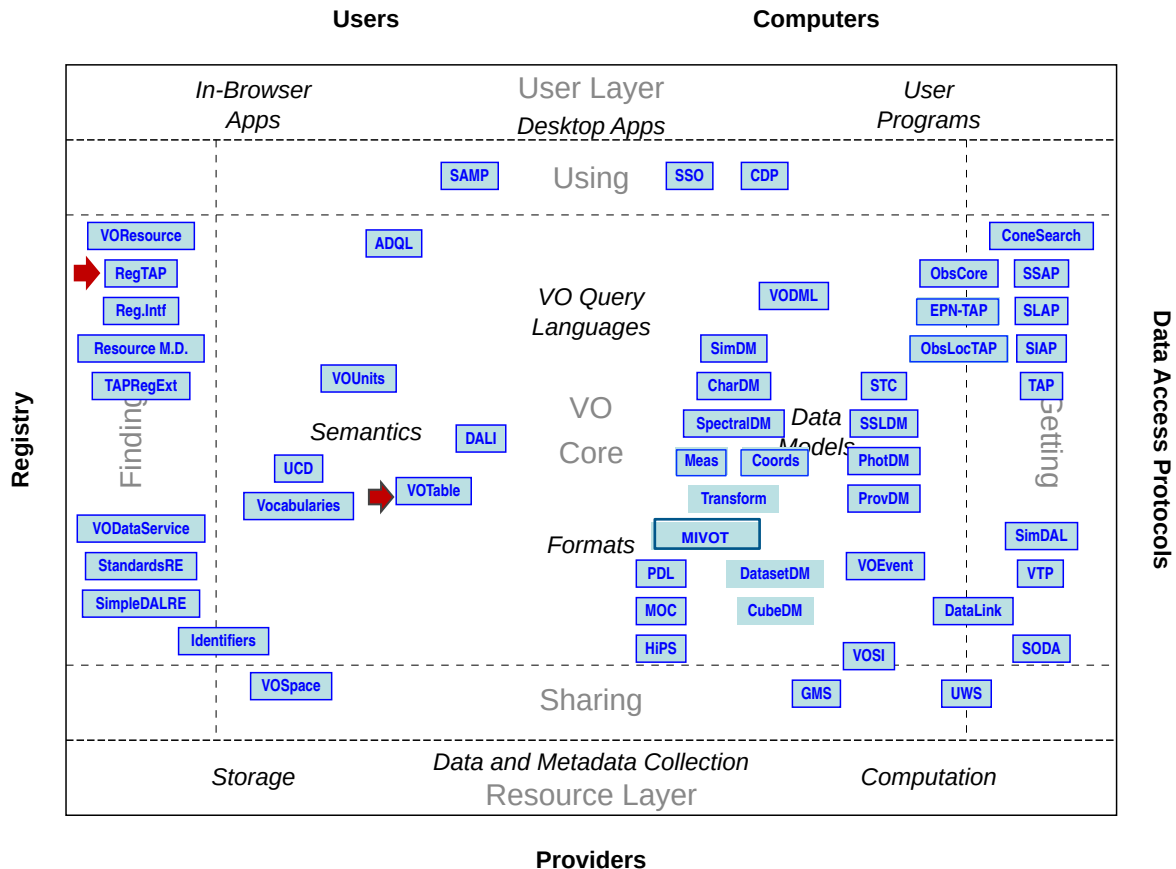 Users
Computers
In-Browser
Apps
User Layer
Desktop Apps
User
Programs
SAMP
Using
SSO
CDP
VOResource
RegTAP
Reg.Intf
Resource M.D.
TAPRegExt
Finding
VODataService
StandardsRE
SimpleDALRE
Identifiers
Registry
ADQL
VO Query
Languages
VOUnits
Semantics
DALI
UCD
Vocabularies
VOTable
VO
Core
Formats
VODML
SimDM
CharDM
SpectralDM
Data
Models
Meas
Coords
Transform
MIVOT
PDL
DatasetDM
MOC
CubeDM
HiPS
ObsCore
EPN-TAP
ObsLocTAP
STC
SSLDM
PhotDM
ProvDM
VOEvent
DataLink
VOSI
ConeSearch
SSAP
SLAP
SIAP
TAP
Getting
SimDAL
VTP
SODA
Data Access Protocols
VOSpace
Sharing
GMS
UWS
Storage
Data and Metadata Collection
Resource Layer
Computation
Providers